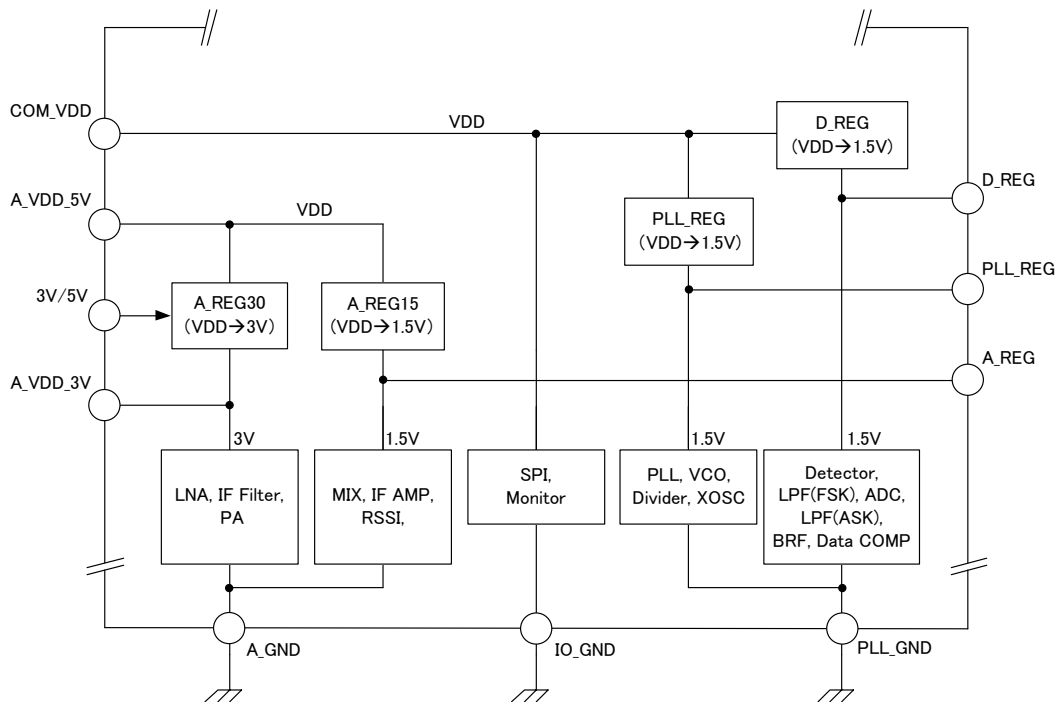 COM_VDD
VDD
D_REG
(VDD→1.5V)
D_REG
A_VDD_5V
VDD
PLL_REG
(VDD→1.5V)
PLL_REG
3V/5V
A_REG30
(VDD→3V)
A_REG15
(VDD→1.5V)
A_REG
A_VDD_3V
3V
1.5V
1.5V
1.5V
LNA, IF Filter,
PA
MIX, IF AMP,
RSSI,
SPI,
Monitor
PLL, VCO,
Divider, XOSC
Detector,
LPF(FSK), ADC,
LPF(ASK),
BRF, Data COMP
A_GND
IO_GND
PLL_GND